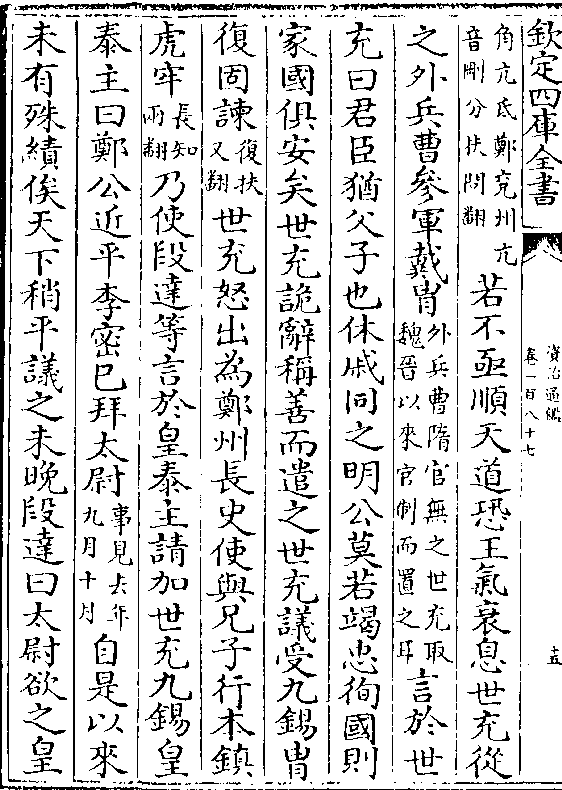 欽定四庫全書
資治通鑑
卷一百八十七
十五
角亢氐鄭兖州亢
音剛分扶問翻
若不亟順天道恐王氣衰息世充從
之外兵曹參軍戴胄
外兵曹隋官無之世充取
魏晉以來官制而置之耳
言於世
充曰君臣猶父子也休戚同之明公莫若竭忠徇國則
家國俱安矣世充詭辭稱善而遣之世充議受九錫胄
復固諫
復扶
又翻
世充怒出為鄭州長史使與兄子行本鎮
虎牢
長知
兩翻
乃使段達等言於皇泰主請加世充九錫皇
泰主曰鄭公近平李密已拜太尉
事見去年
九月十月
自是以來
未有殊績俟天下稍平議之未晚段達曰太尉欲之皇